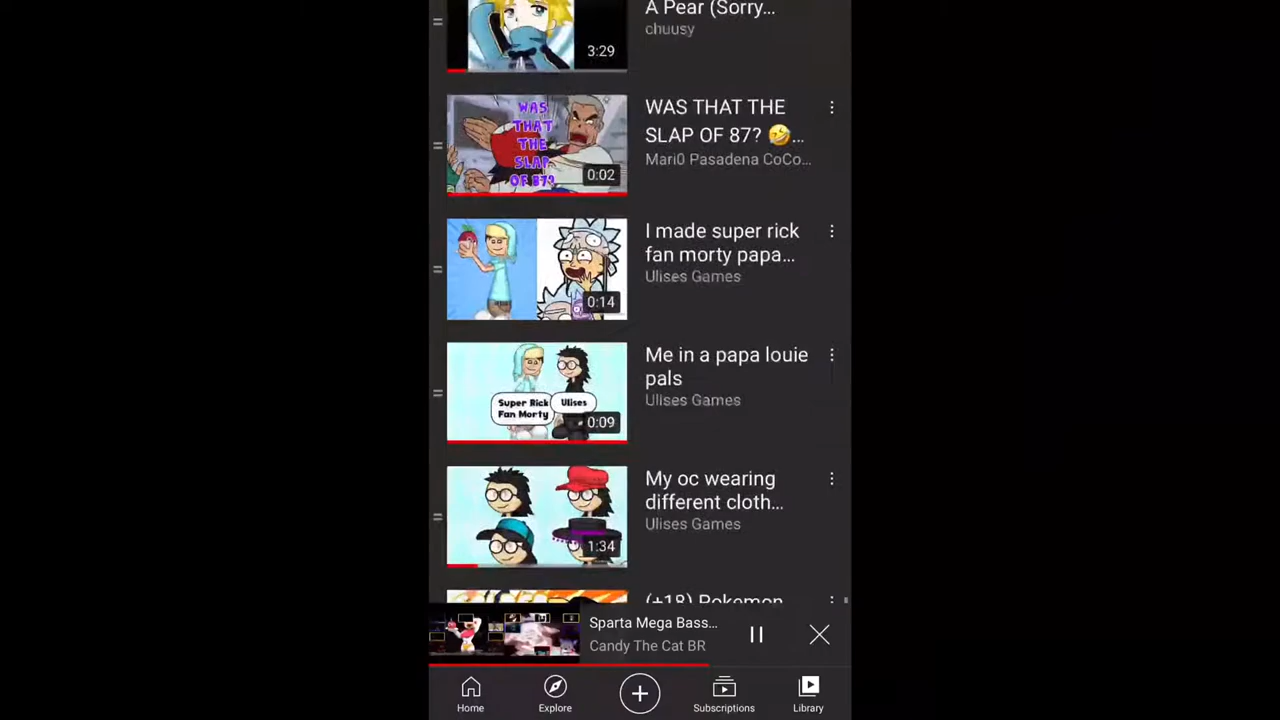 A Pear (Sorry...
chuusy
3:29
WAS THAT THE SLAP OF 87?
0:02
WAS THAT THE
SLAP OF 87? 🤣...
Mari0 Pasadena CoCo...
0:14
I made super rick
fan morty papa...
Ulises Games
Super Rick
Fan Morty
Ulises
0:09
Me in a papa louie
pals
Ulises Games
1:34
My oc wearing
different cloth...
Ulises Games
(+18) Pokemon
Sparta Mega Bass...
Candy The Cat BR
Home
Explore
Subscriptions
Library